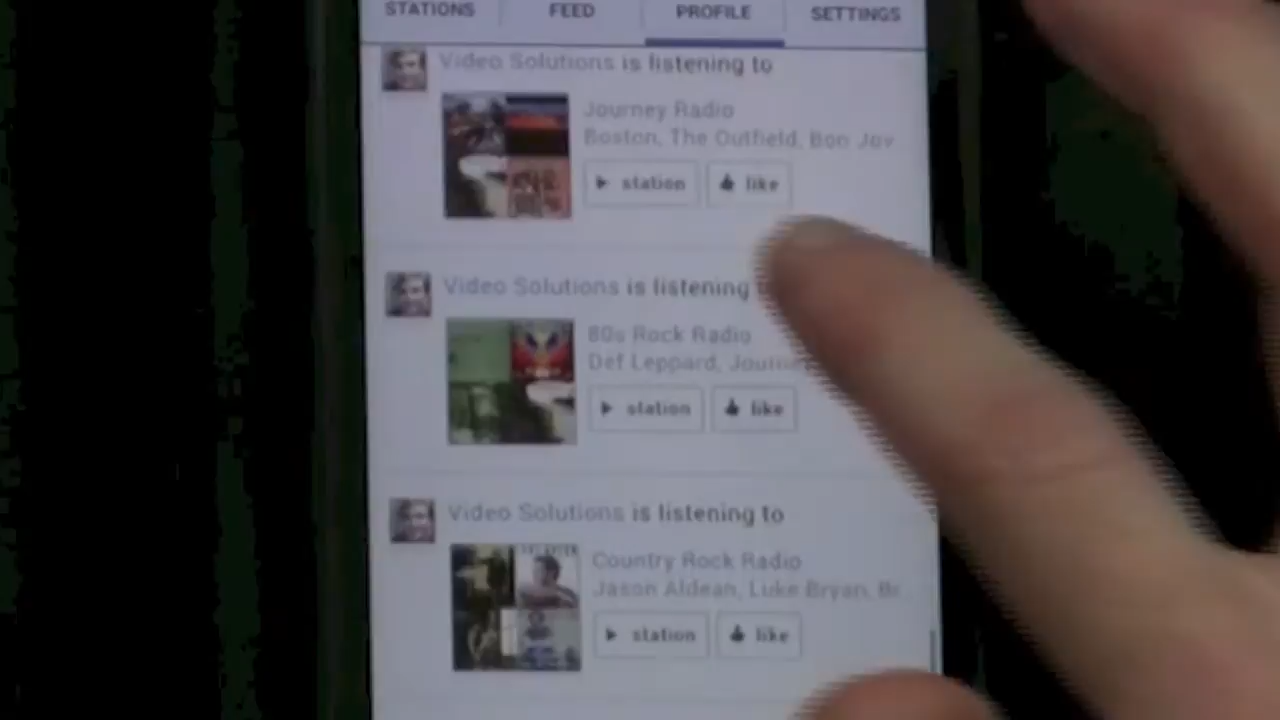 STATIONS FEED PROFILE SETTINGS
Video Solutions is listening to
Journey Radio
Boston, The Outfield, Bon Jov
station like
Video Solutions is listening
80s Rock Radio
Def Leppard,
station like
Video Solutions is listening to
Country Rock Radio
Jason Aldean, Luke Bryan, Br
station like